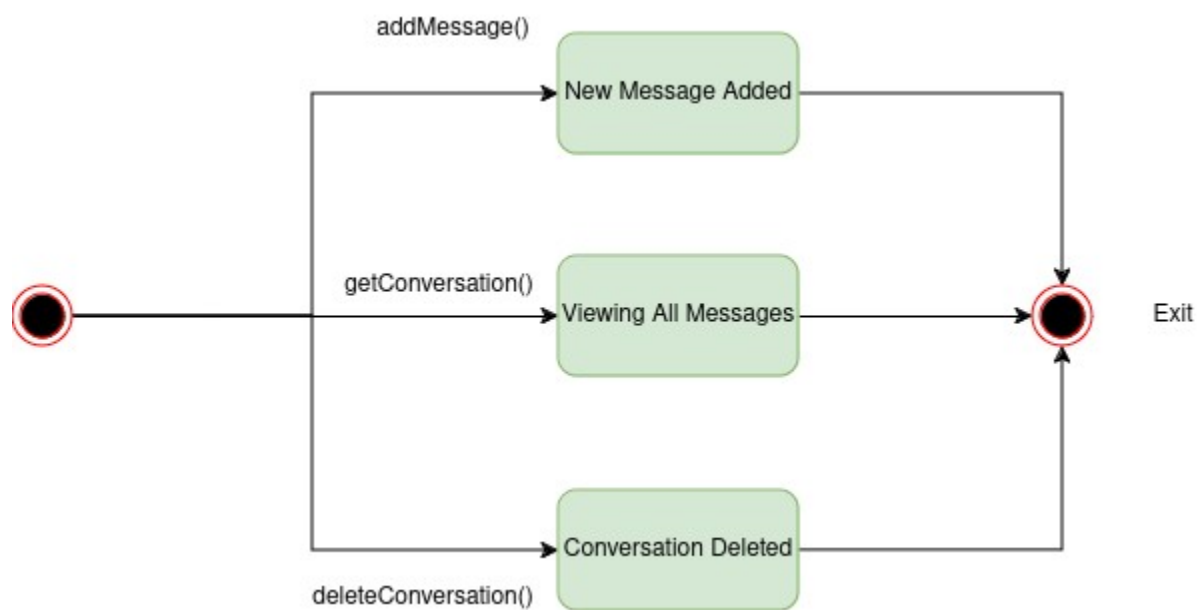 addMessage()
New Message Added
getConversation()
Viewing All Messages
Exit
Conversation Deleted
deleteConversation()